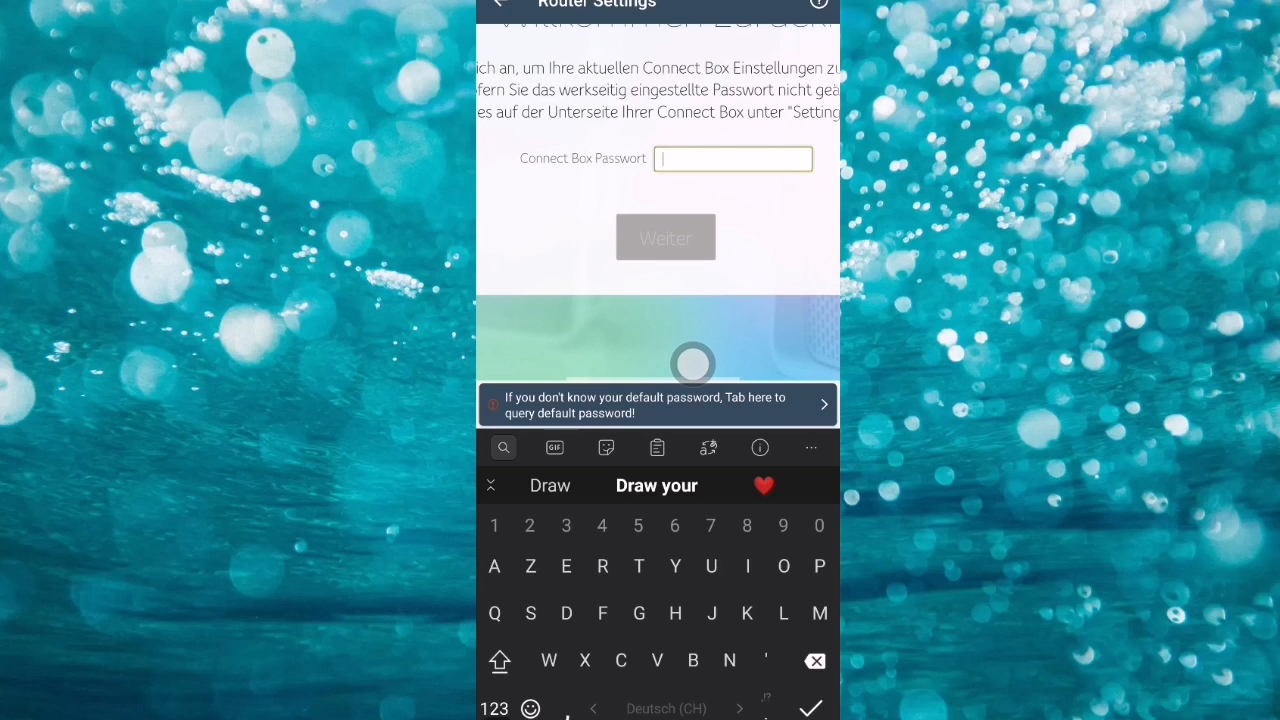 Router Settings
Willkommen zurück!
ich an, um Ihre aktuellen Connect Box Einstellungen zu
fern Sie das werkseitig eingestellte Passwort nicht geä
es auf der Unterseite Ihrer Connect Box unter "Setting
Connect Box Passwort
Weiter
If you don't know your default password, Tab here to
query default password!
GIF
Draw Draw your
1 2 3 4 5 6 7 8 9 0
A Z E R T Y U I O P
Q S D F G H J K L M
W X C V B N '
123 , < Deutsch (CH) > .